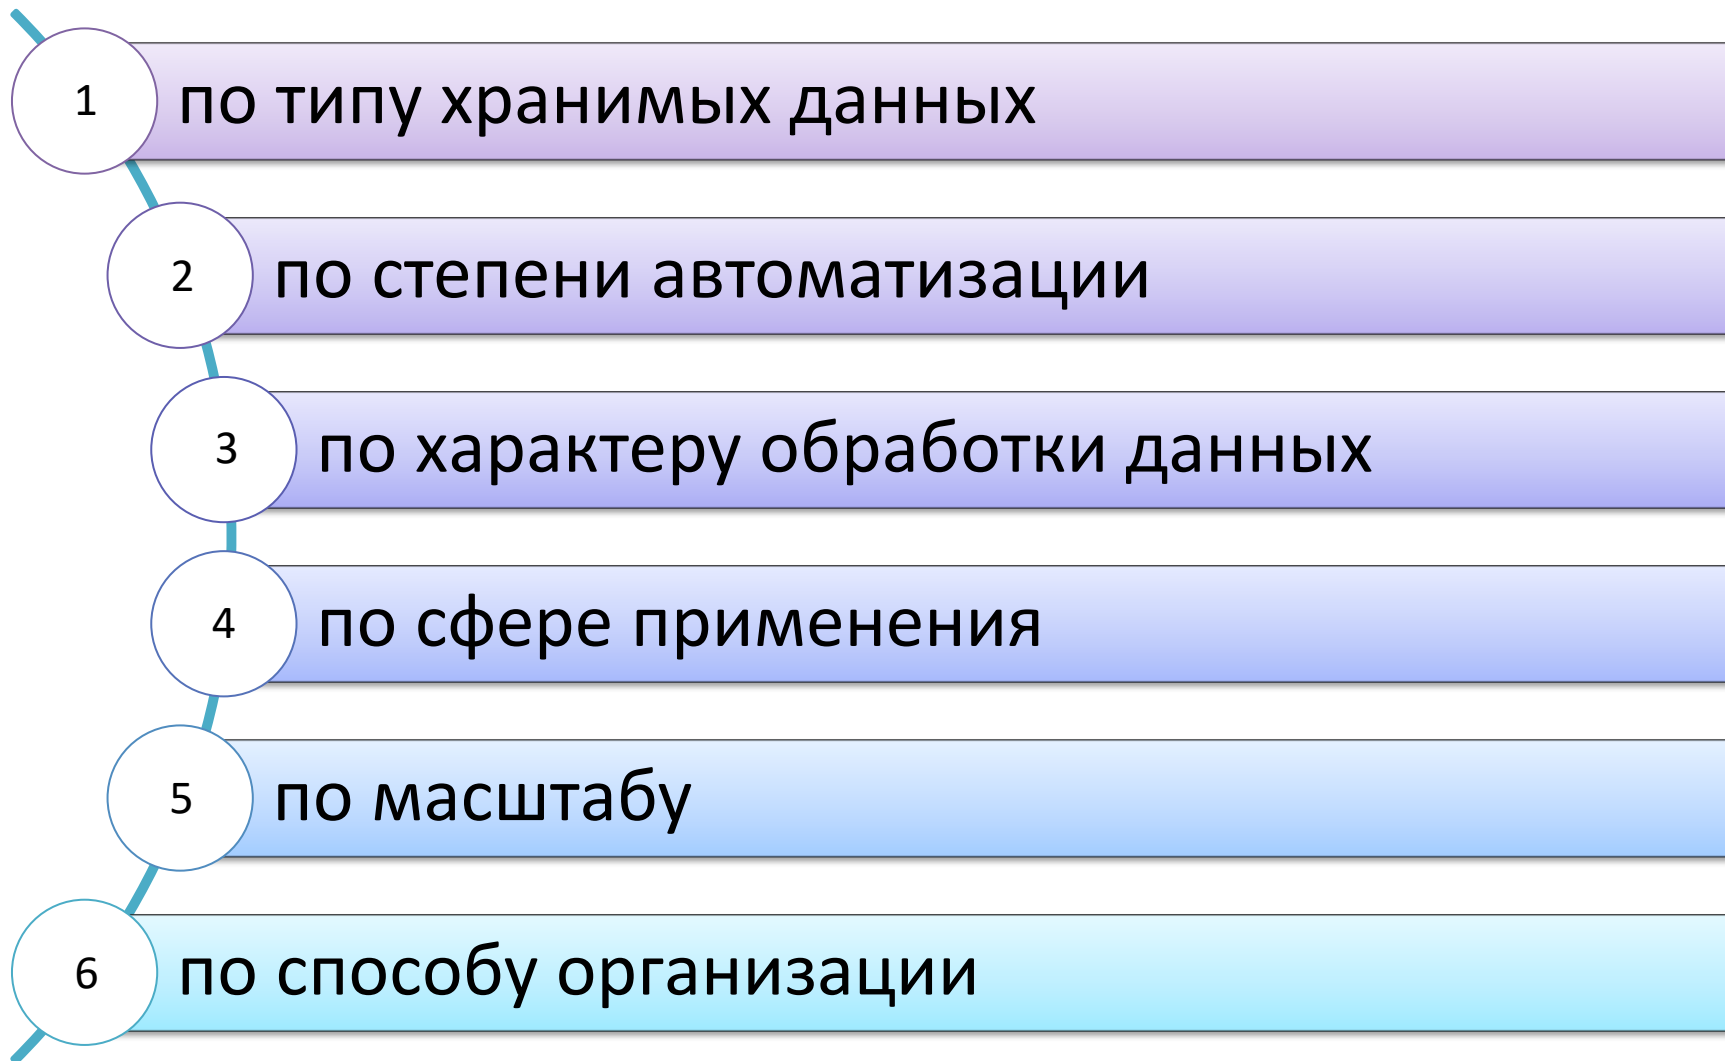 1 по типу хранимых данных
2 по степени автоматизации
3 по характеру обработки данных
4 по сфере применения
5 по масштабу
6 по способу организации